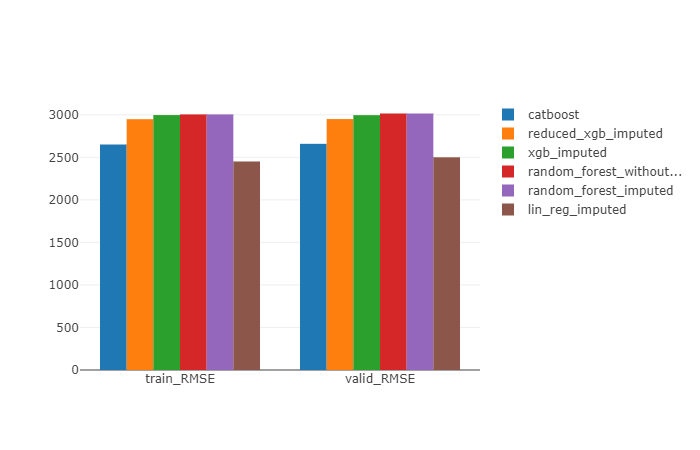 3000
2500
2000
1500
1000
500
0
train_RMSE
valid_RMSE
catboost
reduced_xgb_imputed
xgb_imputed
random_forest_without...
random_forest_imputed
lin_reg_imputed